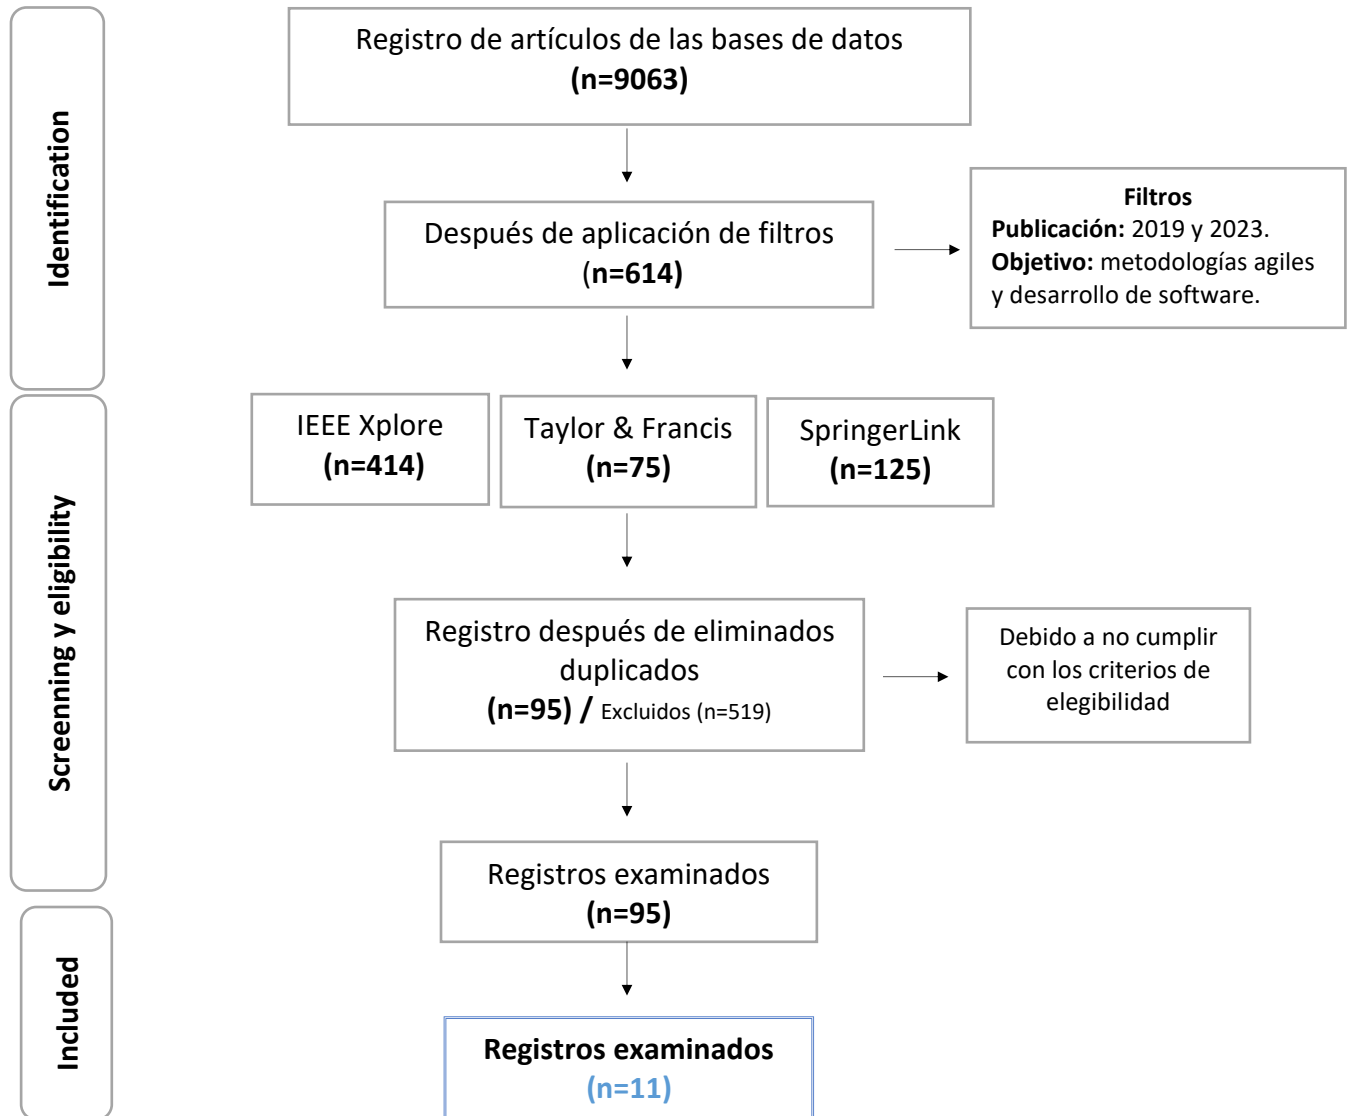 Identification
Registro de artículos de las bases de datos
(n=9063)
Después de aplicación de filtros
(n=614)
Filtros
Publicación: 2019 y 2023.
Objetivo: metodologías agiles
y desarrollo de software.
Screenning y eligibility
IEEE Xplore
(n=414)
Taylor & Francis
(n=75)
SpringerLink
(n=125)
Registro después de eliminados
duplicados
(n=95) / Excluidos (n=519)
Debido a no cumplir
con los criterios de
elegibilidad
Registros examinados
(n=95)
Included
Registros examinados
(n=11)